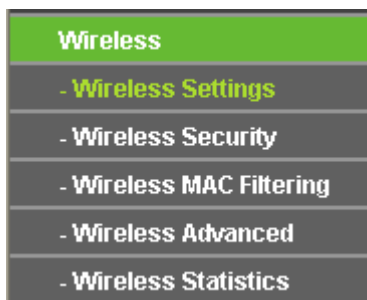 Wireless
- Wireless Settings
- Wireless Security
- Wireless MAC Filtering
- Wireless Advanced
- Wireless Statistics